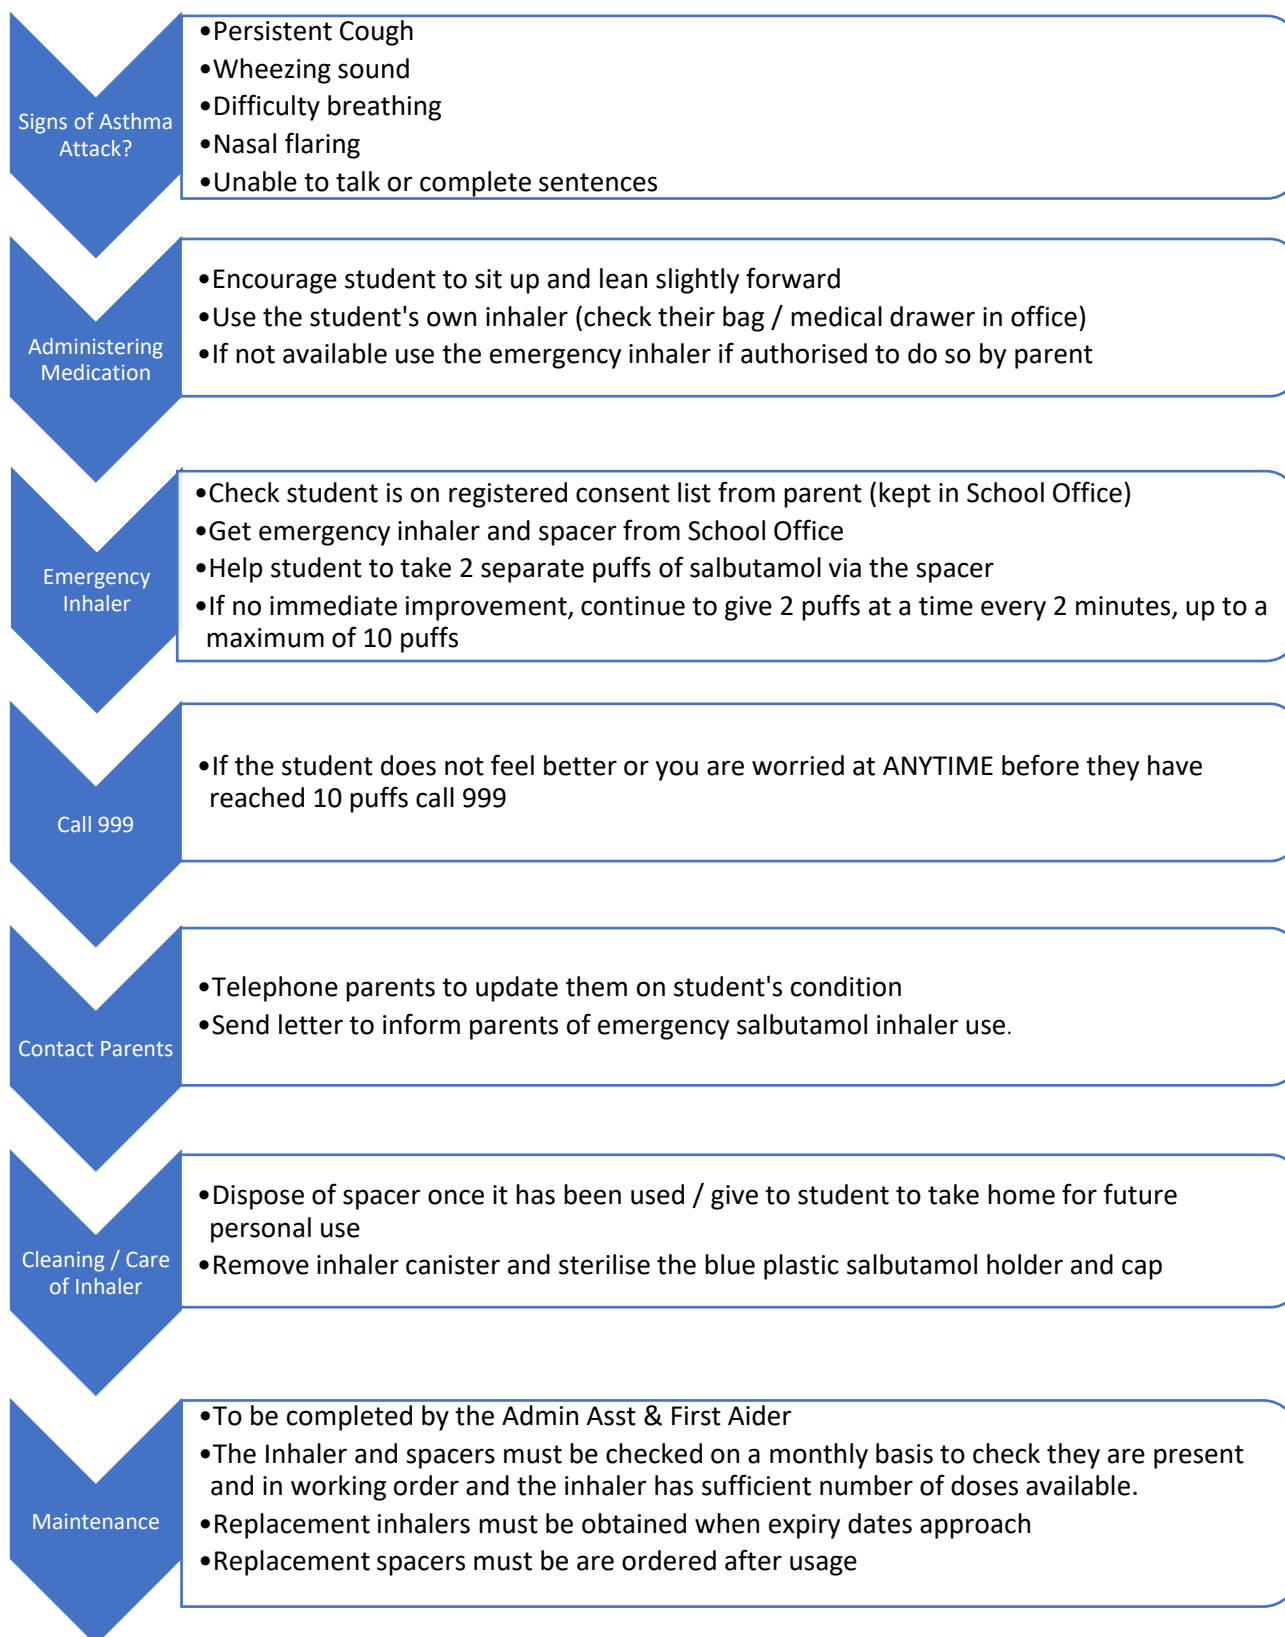 Signs of Asthma
Attack?
•Persistent Cough
•Wheezing sound
•Difficulty breathing
•Nasal flaring
•Unable to talk or complete sentences
Administering
Medication
•Encourage student to sit up and lean slightly forward
•Use the student's own inhaler (check their bag / medical drawer in office)
•If not available use the emergency inhaler if authorised to do so by parent
Emergency
Inhaler
•Check student is on registered consent list from parent (kept in School Office)
•Get emergency inhaler and spacer from School Office
•Help student to take 2 separate puffs of salbutamol via the spacer
•If no immediate improvement, continue to give 2 puffs at a time every 2 minutes, up to a
maximum of 10 puffs
Call 999
•If the student does not feel better or you are worried at ANYTIME before they have
reached 10 puffs call 999
Contact Parents
•Telephone parents to update them on student's condition
•Send letter to inform parents of emergency salbutamol inhaler use.
Cleaning / Care
of Inhaler
•Dispose of spacer once it has been used / give to student to take home for future
personal use
•Remove inhaler canister and sterilise the blue plastic salbutamol holder and cap
Maintenance
•To be completed by the Admin Asst & First Aider
•The Inhaler and spacers must be checked on a monthly basis to check they are present
and in working order and the inhaler has sufficient number of doses available.
•Replacement inhalers must be obtained when expiry dates approach
•Replacement spacers must be are ordered after usage